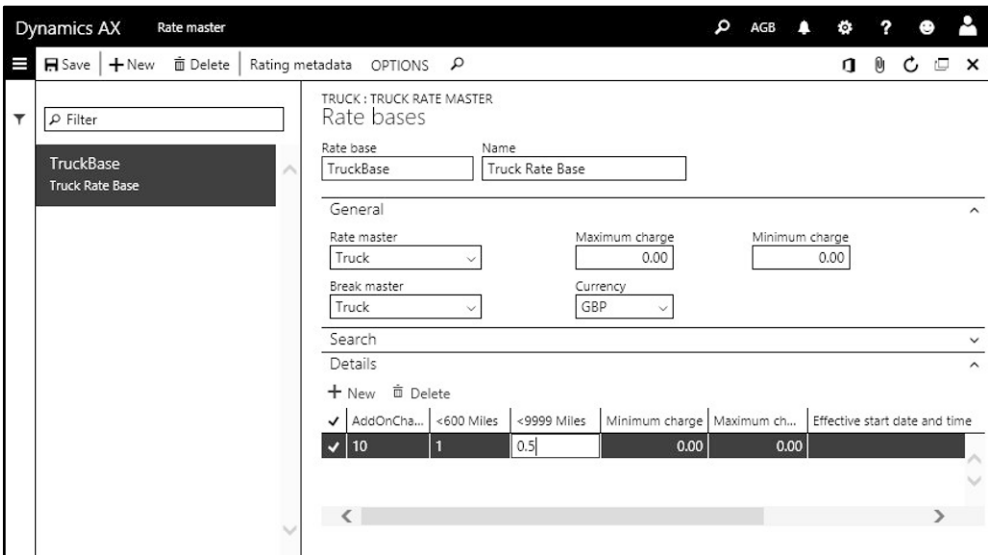 Dynamics AX Rate master AGB ?
Save + New Delete Rating metadata OPTIONS
Filter
TruckBase
Truck Rate Base
TRUCK : TRUCK RATE MASTER
Rate bases
Rate base Name
TruckBase Truck Rate Base
General
Rate master Maximum charge Minimum charge
Truck 0.00 0.00
Break master Currency
Truck GBP
Search
Details
+ New Delete
AddOnCha... <600 Miles <9999 Miles Minimum charge Maximum ch... Effective start date and time
10 1 0.5 0.00 0.00